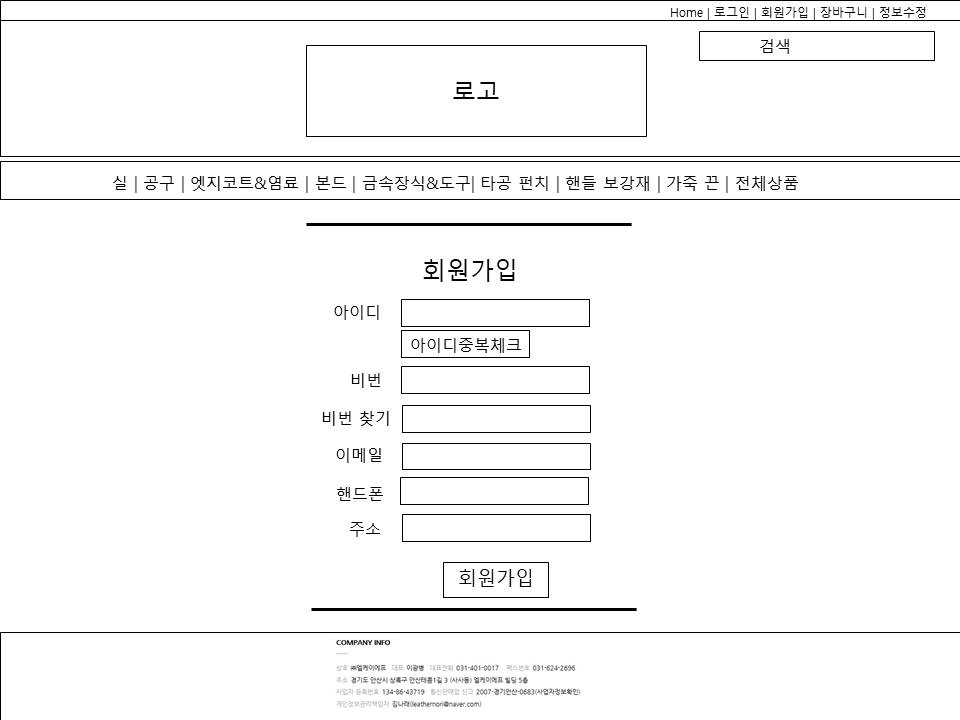 Home | 로그인 | 회원가입 | 장바구니 | 정보수정
검색
로고
실 | 공구 | 엣지코트&염료 | 본드 | 금속장식&도구| 타공 펀치 | 핸들 보강재 | 가죽 끈 | 전체상품
회원가입
아이디
아이디중복체크
비번
비번 찾기
이메일
핸드폰
주소
회원가입
COMPANY INFO
상호 ㈜엘케이에프 대표 이광병 대표전화 031-401-0017 팩스번호 031-624-2696
주소 경기도 안산시 상록구 안산테콤1길 3 (사사동) 엘케이에프 빌딩 5층
사업자 등록번호 134-86-43719 통신판매업 신고 2007-경기안산-0683(사업자정보확인)
개인정보관리책임자 김나래(leathernori@naver.com)